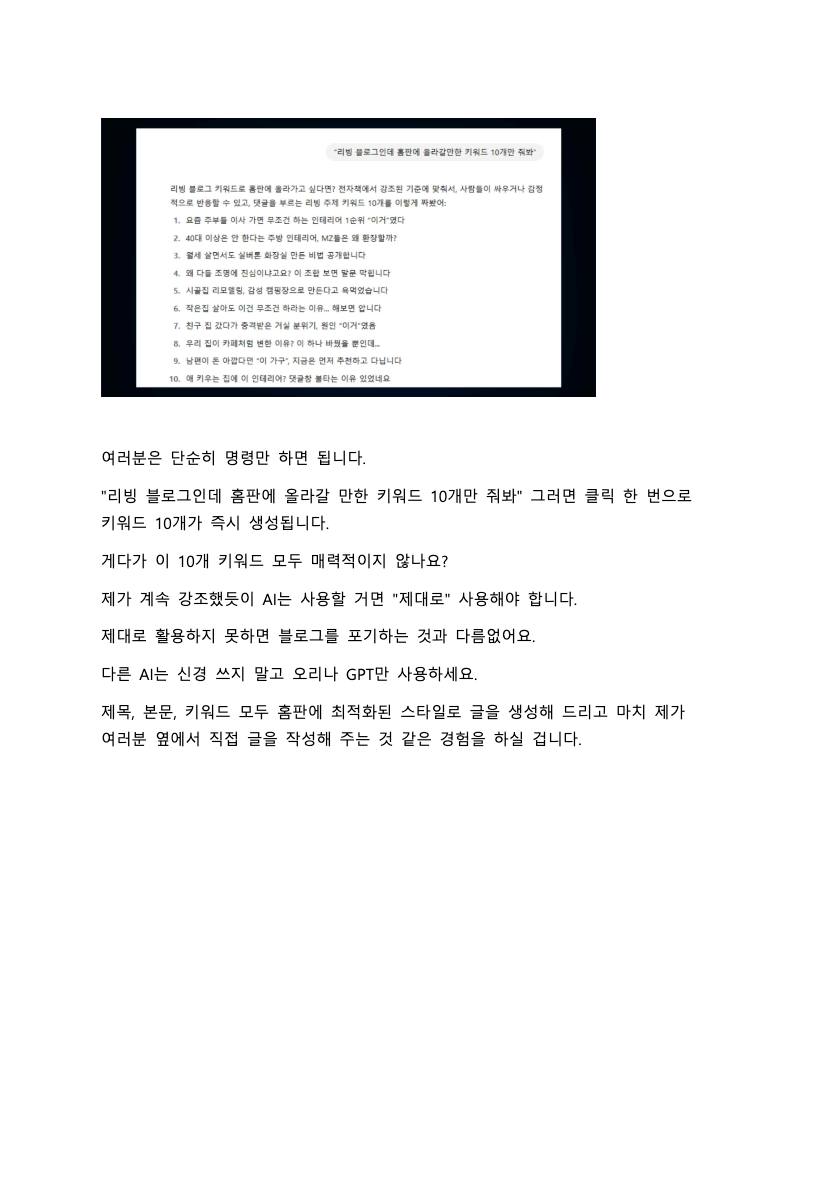 "리빙 블로그인데 홈판에 올라갈만한 키워드 10개만 줘봐"
리빙 블로그 키워드로 홈판에 올라가고 싶다면? 전자책에서 강조된 기준에 맞춰서, 사람들이 싸우거나 감정
적으로 반응할 수 있고, 댓글을 부르는 리빙 주제 키워드 10개를 이렇게 짜봤어:
1. 요즘 주부들 이사 가면 무조건 하는 인테리어 1순위 "이거"였다
2. 40대 이상은 안 한다는 주방 인테리어, MZ들은 왜 환장할까?
3. 월세 살면서도 실버톤 화장실 만든 비법 공개합니다
4. 왜 다들 조명에 진심이냐고요? 이 조합 보면 말문 막힙니다
5. 시골집 리모델링, 감성 캠핑장으로 만든다고 욕먹었습니다
6. 작은집 살아도 이건 무조건 하라는 이유... 해보면 압니다
7. 친구 집 갔다가 충격받은 거실 분위기, 원인 "이거"였음
8. 우리 집이 카페처럼 변한 이유? 이 하나 바꿨을 뿐인데...
9. 남편이 돈 아깝다던 "이 가구", 지금은 먼저 추천하고 다닙니다
10. 애 키우는 집에 이 인테리어? 댓글창 불타는 이유 있었네요
여러분은 단순히 명령만 하면 됩니다.
"리빙 블로그인데 홈판에 올라갈 만한 키워드 10개만 줘봐" 그러면 클릭 한 번으로
키워드 10개가 즉시 생성됩니다.
게다가 이 10개 키워드 모두 매력적이지 않나요?
제가 계속 강조했듯이 AI는 사용할 거면 "제대로" 사용해야 합니다.
제대로 활용하지 못하면 블로그를 포기하는 것과 다름없어요.
다른 AI는 신경 쓰지 말고 오리나 GPT만 사용하세요.
제목, 본문, 키워드 모두 홈판에 최적화된 스타일로 글을 생성해 드리고 마치 제가
여러분 옆에서 직접 글을 작성해 주는 것 같은 경험을 하실 겁니다.